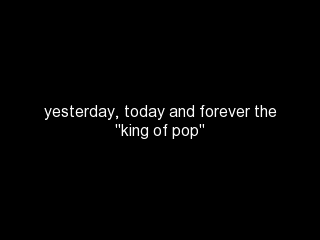 yesterday, today and forever the
"king of pop"